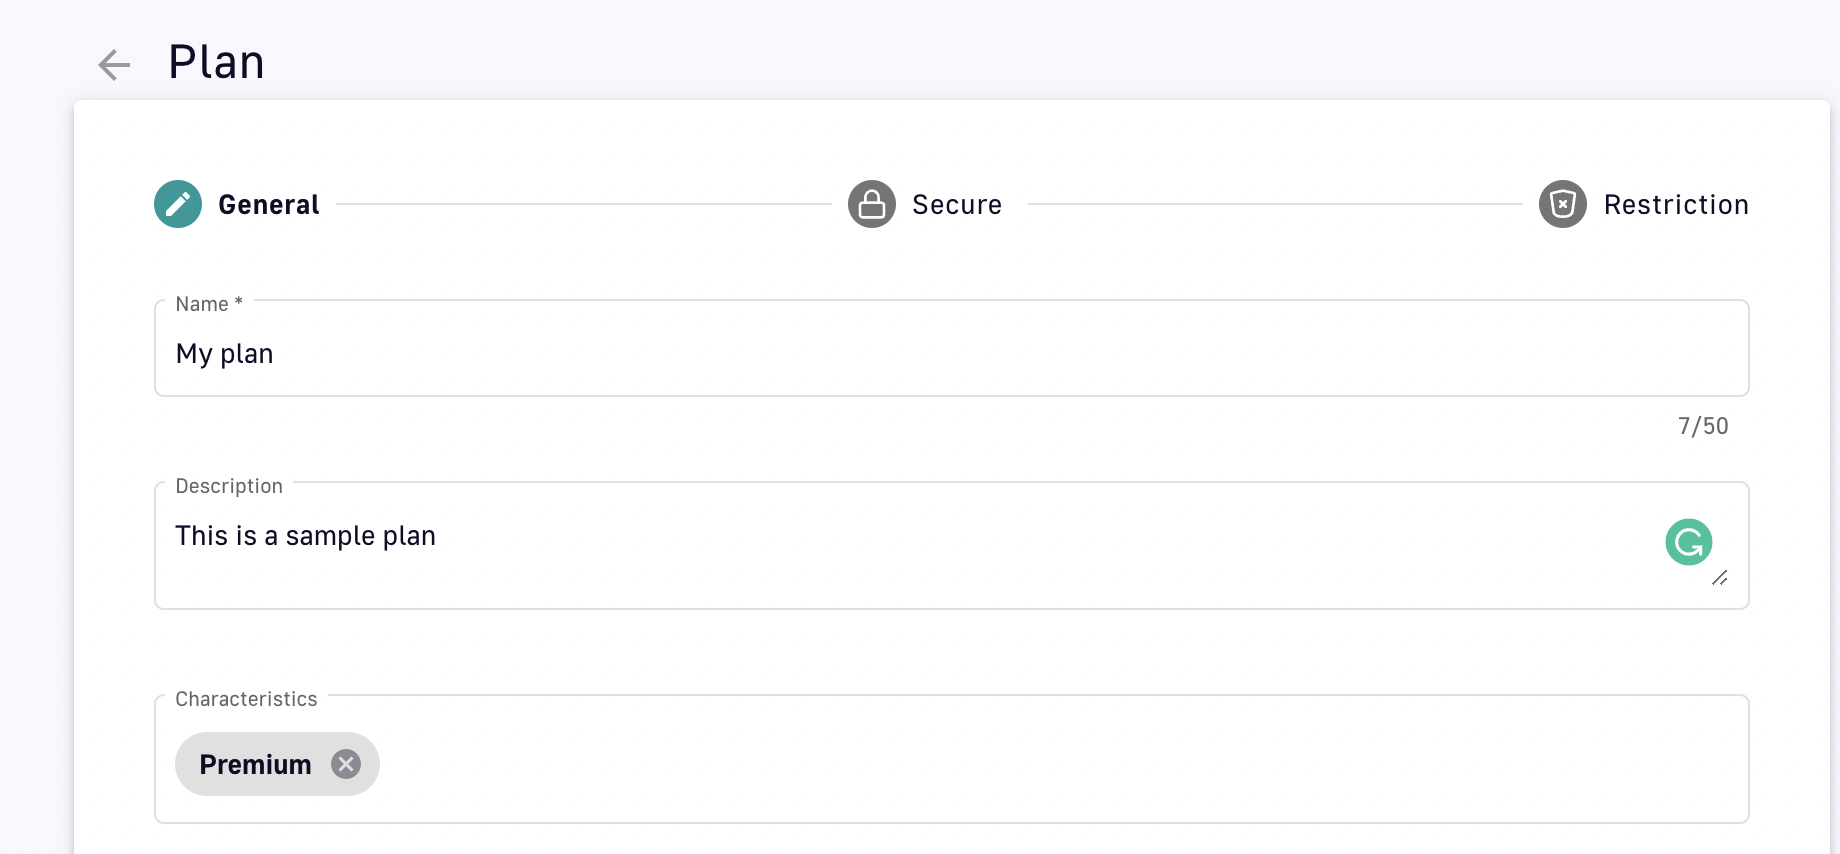 Plan
General
Secure
Restriction
Name *
My plan
7/50
Description
This is a sample plan
Characteristics
Premium